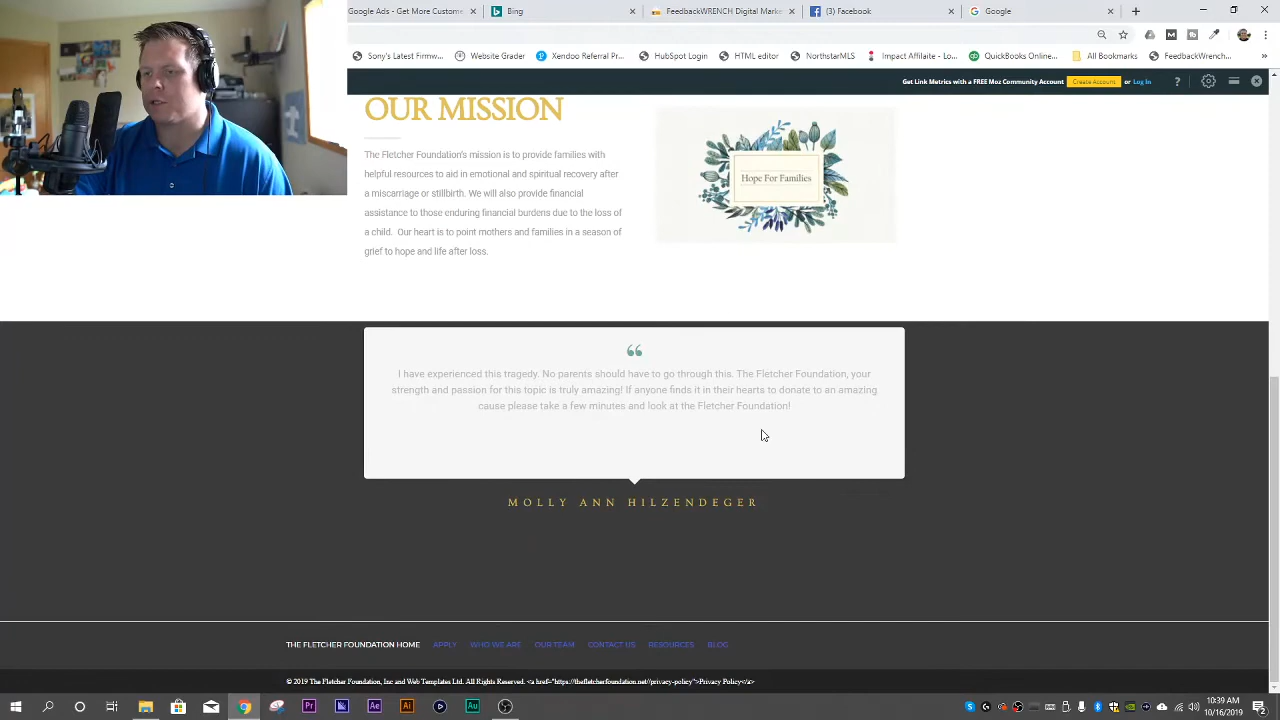 Google Ads - Our Custome
Bing
FeedbackWRENCH...
(3) Facebook
Google
Sony's Latest Firmw...
Website Grader
Xendoo Referral Pr...
HubSpot Login
HTML editor
NorthstarMLS
Impact Affilaite - Lo...
QuickBooks Online...
All Bookmarks
FeedbackWrench...
Get Link Metrics with a FREE Moz Community Account Create Account or Log In
OUR MISSION
The Fletcher Foundation's mission is to provide families with
helpful resources to aid in emotional and spiritual recovery after
a miscarriage or stillbirth. We will also provide financial
assistance to those enduring financial burdens due to the loss of
a child. Our heart is to point mothers and families in a season of
grief to hope and life after loss.
Hope For Families
I have experienced this tragedy. No parents should have to go through this. The Fletcher Foundation, your
strength and passion for this topic is truly amazing! If anyone finds it in their hearts to donate to an amazing
cause please take a few minutes and look at the Fletcher Foundation!
MOLLY ANN HILZENDEGER
THE FLETCHER FOUNDATION HOME APPLY WHO WE ARE OUR TEAM CONTACT US RESOURCES BLOG
© 2019 The Fletcher Foundation, Inc and Web Templates Ltd. All Rights Reserved. <a href="https://thefletcherfoundation.net//privacy-policy">Privacy Policy</a>
Pr
Ae
Ai
Au
10:39 AM
10/16/2019